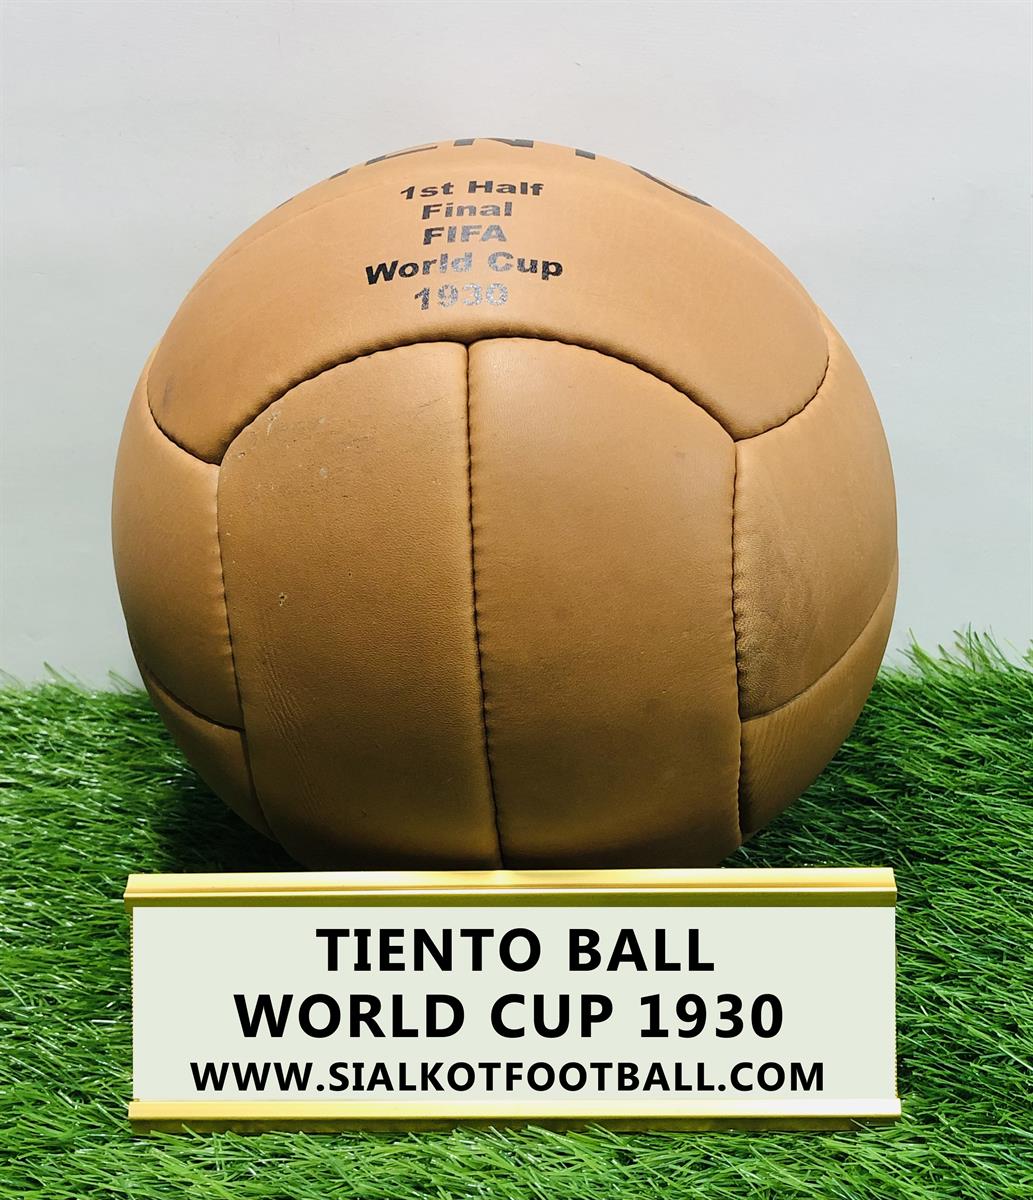 1st Half
Final
FIFA
World Cup
1930
TIENTO BALL
WORLD CUP 1930
WWW.SIALKOTFOOTBALL.COM